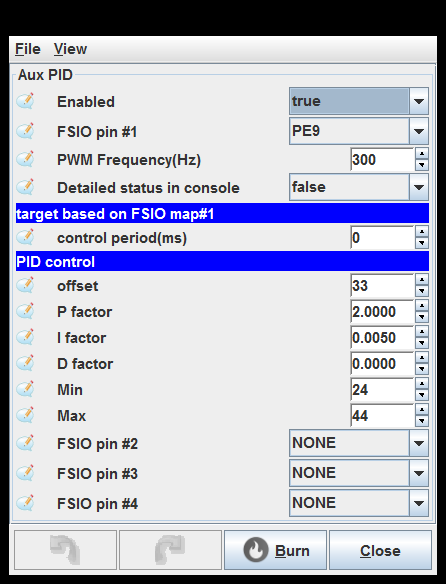 File View
Aux PID
Enabled true
FSIO pin #1 PE9
PWM Frequency(Hz) 300
Detailed status in console false
target based on FSIO map#1
control period(ms) 0
PID control
offset 33
P factor 2.0000
I factor 0.0050
D factor 0.0000
Min 24
Max 44
FSIO pin #2 NONE
FSIO pin #3 NONE
FSIO pin #4 NONE
Burn Close